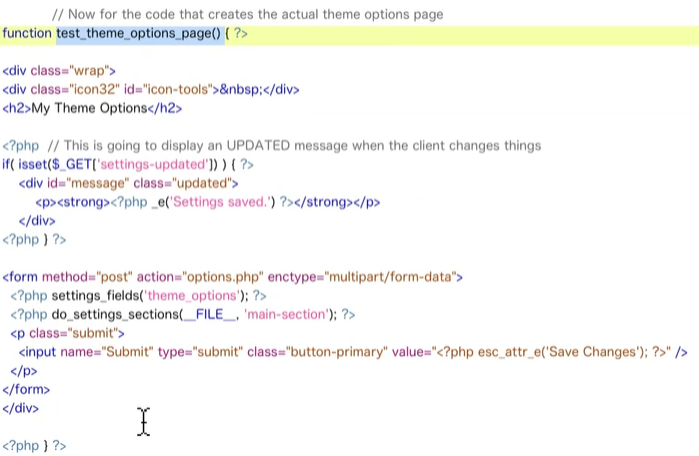 // Now for the code that creates the actual theme options page
function test_theme_options_page() { ?>
<div class="wrap">
<div class="icon32" id="icon-tools">&nbsp;</div>
<h2>My Theme Options</h2>
<?php // This is going to display an UPDATED message when the client changes things
if( isset($_GET['settings-updated']) ) { ?>
<div id="message" class="updated">
<p><strong><?php _e('Settings saved.') ?></strong></p>
</div>
<?php } ?>
<form method="post" action="options.php" enctype="multipart/form-data">
<?php settings_fields('theme_options'); ?>
<?php do_settings_sections(__FILE__, 'main-section'); ?>
<p class="submit">
<input name="Submit" type="submit" class="button-primary" value="<?php esc_attr_e('Save Changes'); ?>" />
</p>
</form>
</div>
<?php } ?>